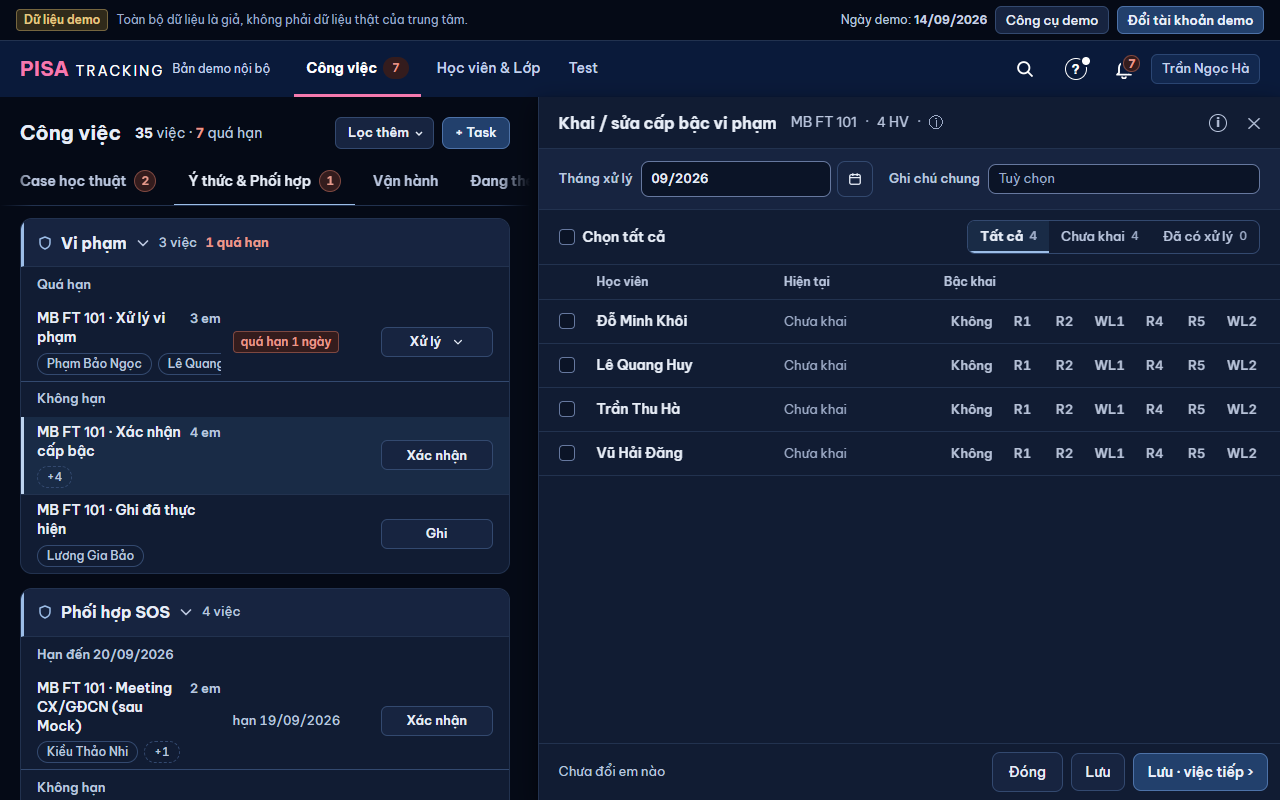 Dữ liệu demo Toàn bộ dữ liệu là giả, không phải dữ liệu thật của trung tâm. Ngày demo: 14/09/2026 Công cụ demo Đổi tài khoản demo
PISA TRACKING Bản demo nội bộ Công việc 7 Học viên & Lớp Test 7 Trần Ngọc Hà
Công việc 35 việc · 7 quá hạn Lọc thêm + Task
Case học thuật 2 Ý thức & Phối hợp 1 Vận hành Đang
Vi phạm 3 việc 1 quá hạn
Quá hạn
MB FT 101 · Xử lý vi phạm 3 em
quá hạn 1 ngày Xử lý
Phạm Bảo Ngọc Lê Quang
Không hạn
MB FT 101 · Xác nhận cấp bậc 4 em
Xác nhận
+4
MB FT 101 · Ghi đã thực hiện
Ghi
Lương Gia Bảo
Phối hợp SOS 4 việc
Hạn đến 20/09/2026
MB FT 101 · Meeting CX/GĐCN (sau Mock) 2 em
hạn 19/09/2026 Xác nhận
Kiều Thảo Nhi +1
Không hạn
Khai / sửa cấp bậc vi phạm MB FT 101 · 4 HV ·
Tháng xử lý 09/2026 Ghi chú chung Tuỳ chọn
Chọn tất cả Tất cả 4 Chưa khai 4 Đã có xử lý 0
Học viên Hiện tại Bậc khai
Đỗ Minh Khôi Chưa khai Không R1 R2 WL1 R4 R5 WL2
Lê Quang Huy Chưa khai Không R1 R2 WL1 R4 R5 WL2
Trần Thu Hà Chưa khai Không R1 R2 WL1 R4 R5 WL2
Vũ Hải Đăng Chưa khai Không R1 R2 WL1 R4 R5 WL2
Chưa đổi em nào Đóng Lưu Lưu · việc tiếp ›